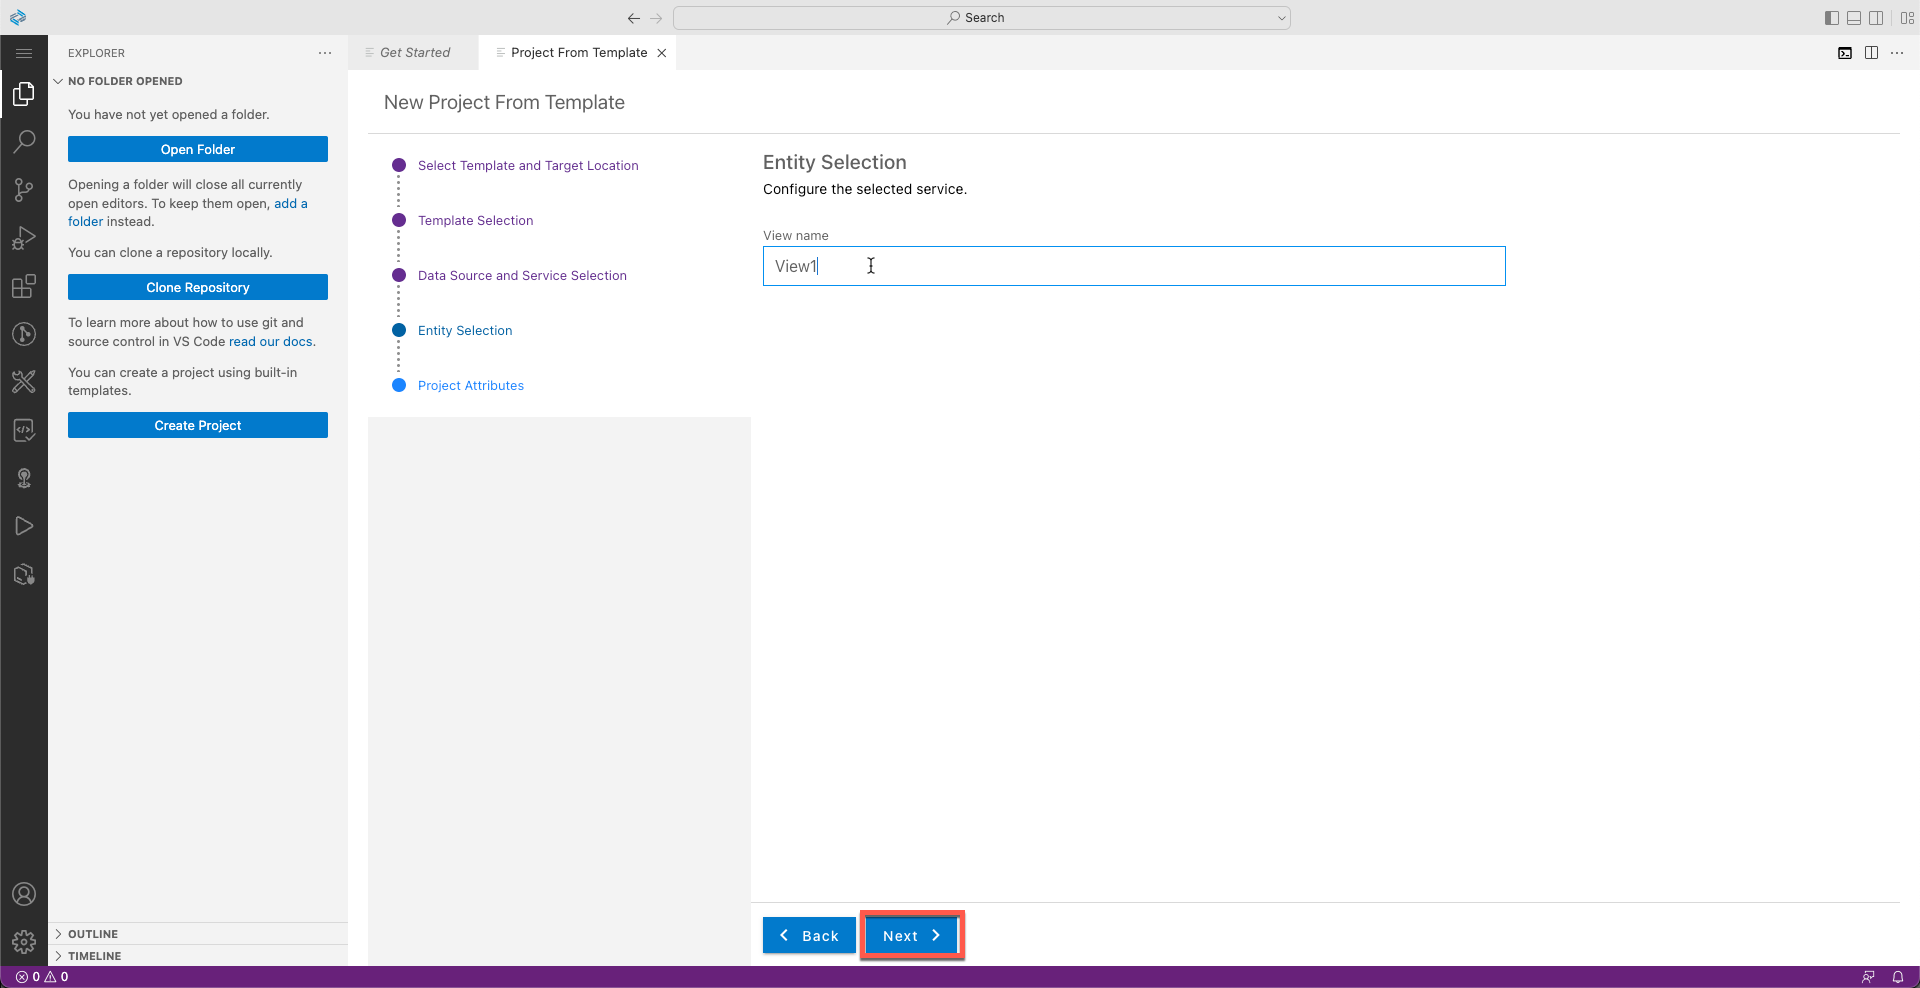 Search
EXPLORER
Get Started
Project From Template
NO FOLDER OPENED
You have not yet opened a folder.
Open Folder
Opening a folder will close all currently
open editors. To keep them open, add a
folder instead.
You can clone a repository locally.
Clone Repository
To learn more about how to use git and
source control in VS Code read our docs.
You can create a project using built-in
templates.
Create Project
OUTLINE
TIMELINE
New Project From Template
Select Template and Target Location
Template Selection
Data Source and Service Selection
Entity Selection
Project Attributes
Entity Selection
Configure the selected service.
View name
View1
Back
Next
0
0